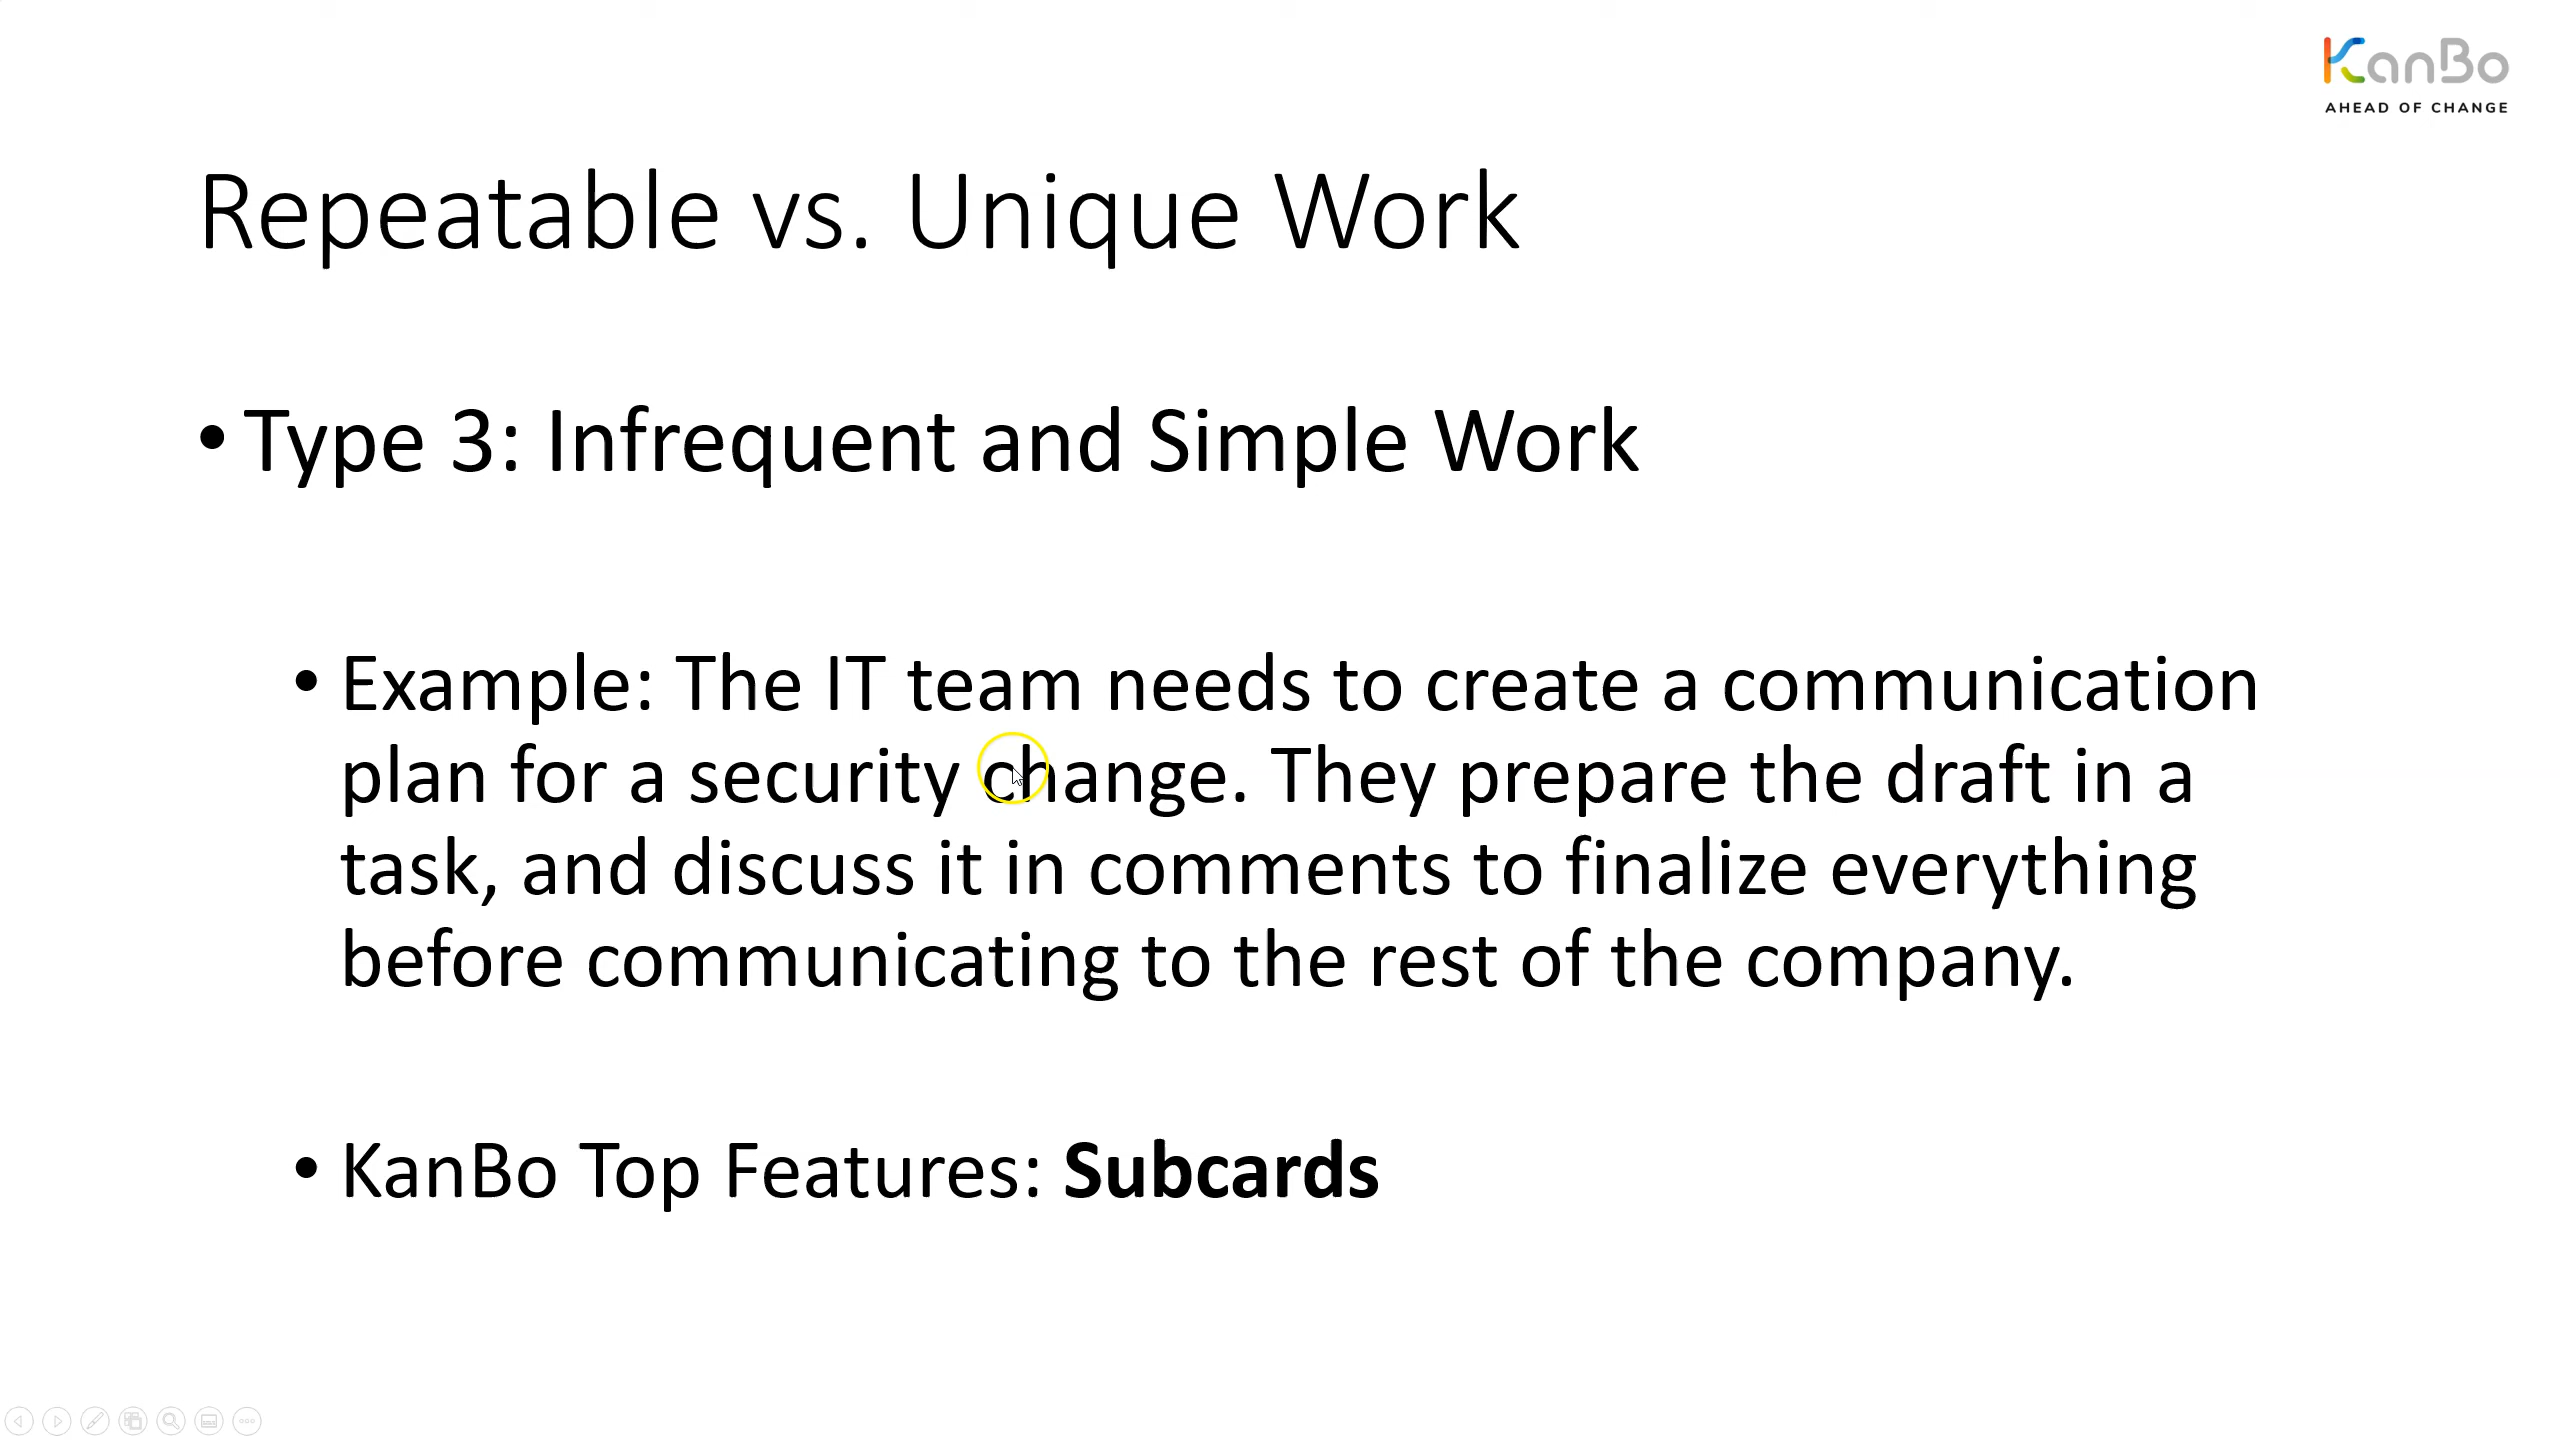 KanBo
AHEAD OF CHANGE
Repeatable vs. Unique Work
• Type 3: Infrequent and Simple Work
• Example: The IT team needs to create a communication
plan for a security change. They prepare the draft in a
task, and discuss it in comments to finalize everything
before communicating to the rest of the company.
• KanBo Top Features: Subcards